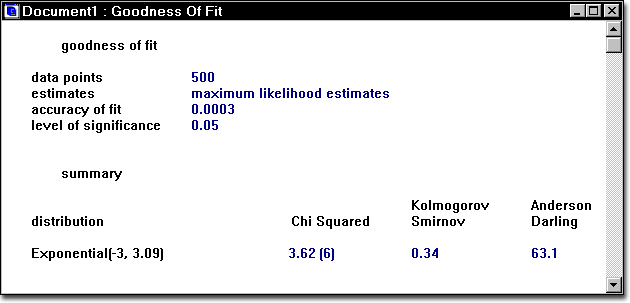 Document1 : Goodness Of Fit
goodness of fit
data points 500
estimates maximum likelihood estimates
accuracy of fit 0.0003
level of significance 0.05
summary
Kolmogorov Anderson
distribution Chi Squared Smirnov Darling
Exponential(-3, 3.09) 3.62 (6) 0.34 63.1